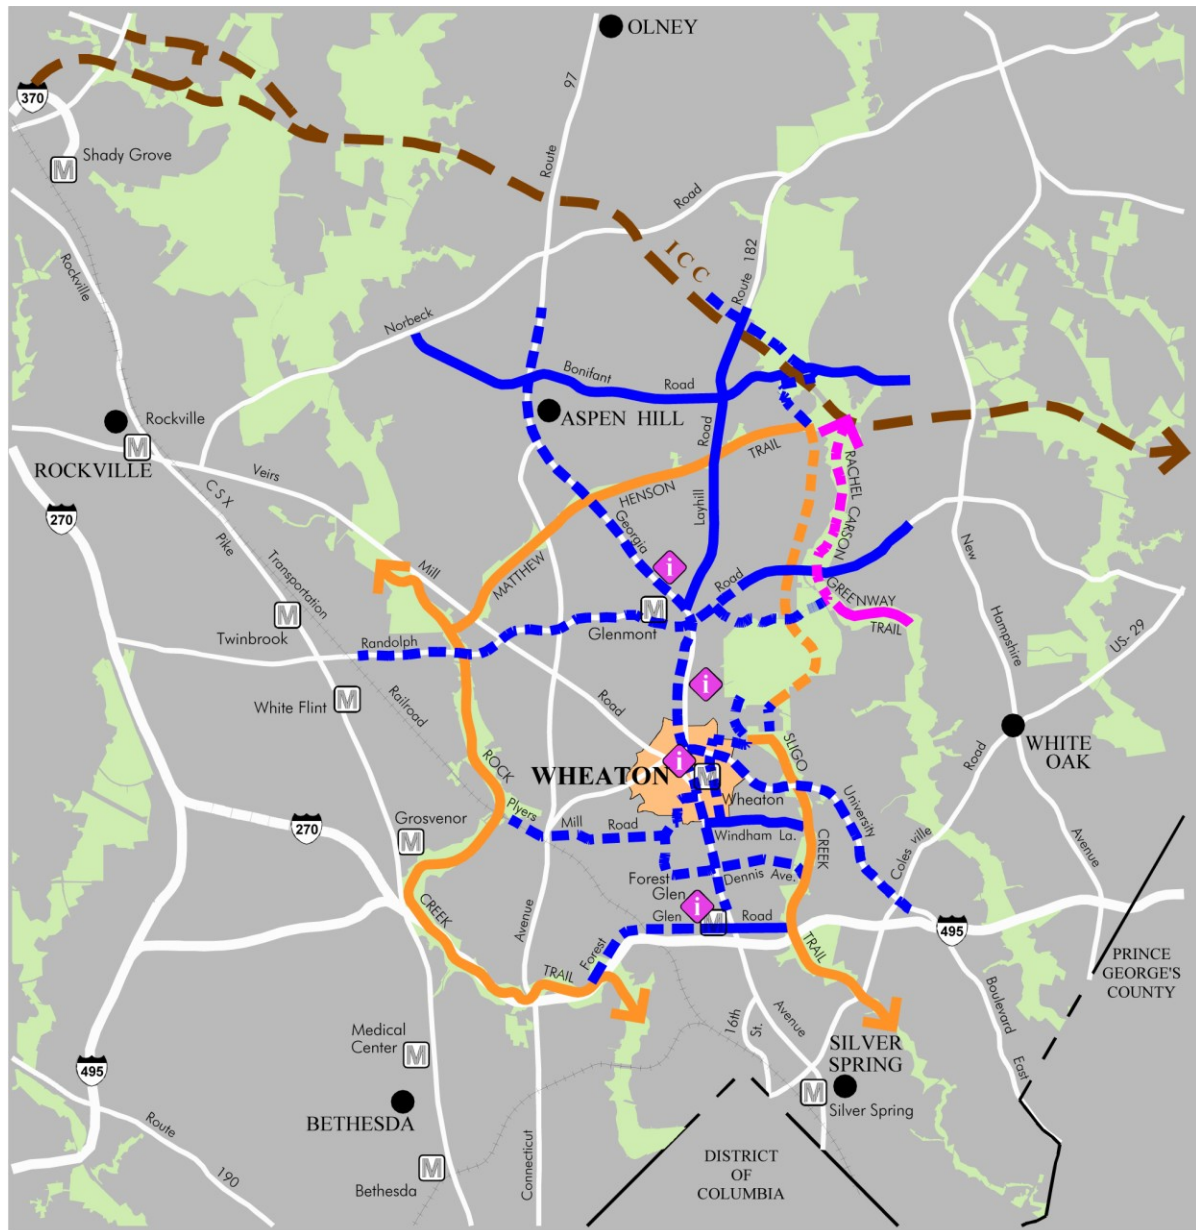 OLNEY
97
Route
370
M
Shady Grove
Road
ICC
Route 182
Rockville
Norbeck
Bonifant
Road
Rockville
M
ROCKVILLE
ASPEN HILL
Road
TRAIL
Veirs
CSX
Pike
270
HENSON
Layhill
RACHEL CARSON
Georgia
i
Transportation
Mill
MATTHEW
Road
New
GREENWAY
TRAIL
M
Twinbrook
M
Glenmont
Randolph
Hampshire
US-29
i
White Flint
M
Railroad
Road
ROCK
SLIGO
Road
WHITE
OAK
WHEATON
i
M
Wheaton
University
270
Grosvenor
M
Plyers
Mill
Road
Windham La.
CREEK
Coles ville
Avenue
Forest
Glen
Dennis Ave.
CREEK
Avenue
i
Glen
M
Road
495
Forest
TRAIL
TRAIL
PRINCE
GEORGE'S
COUNTY
Boulevard
East
16th
St.
Avenue
SILVER
SPRING
M
Silver Spring
Medical
Center
M
495
BETHESDA
Route
190
Connecticut
M
Bethesda
DISTRICT
OF
COLUMBIA